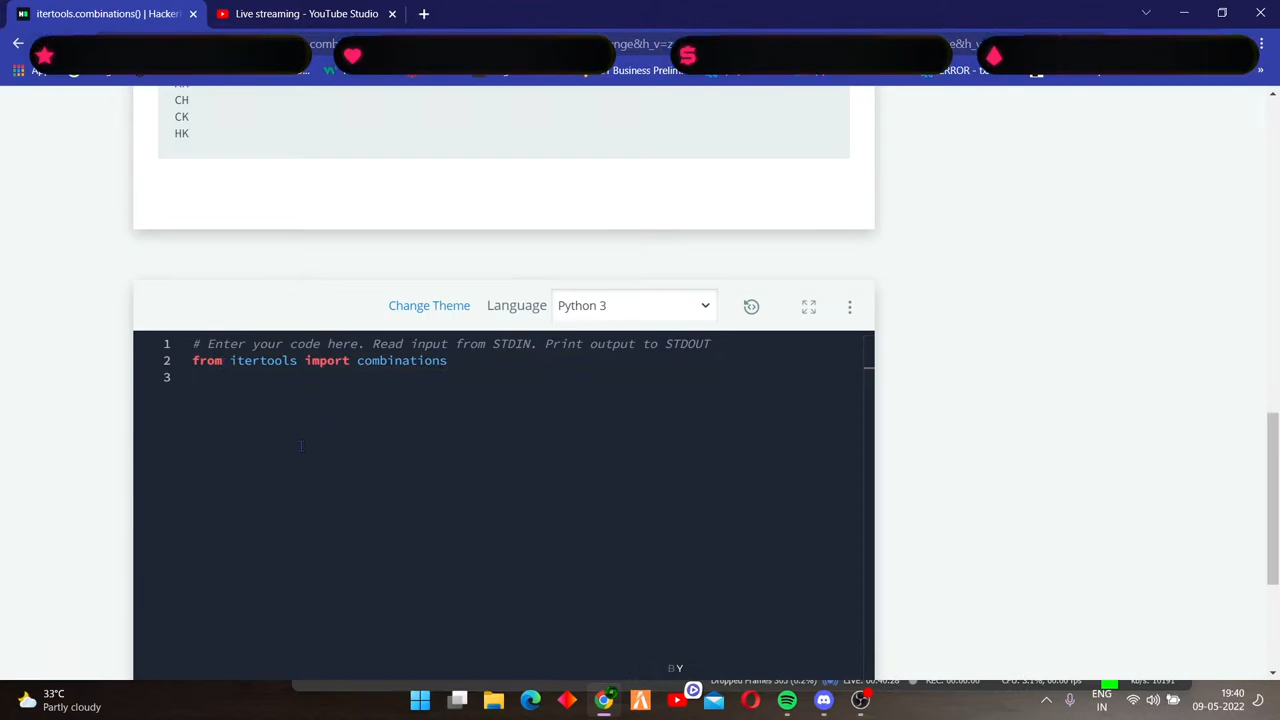 itertools.combinations() | Hackerr
Live streaming - YouTube Studio
T Business Prelim
ERROR - t
CH
CK
HK
Change Theme Language Python 3
1 # Enter your code here. Read input from STDIN. Print output to STDOUT
2 from itertools import combinations
3
BY
33°C
Partly cloudy
ENG
IN
19:40
09-05-2022